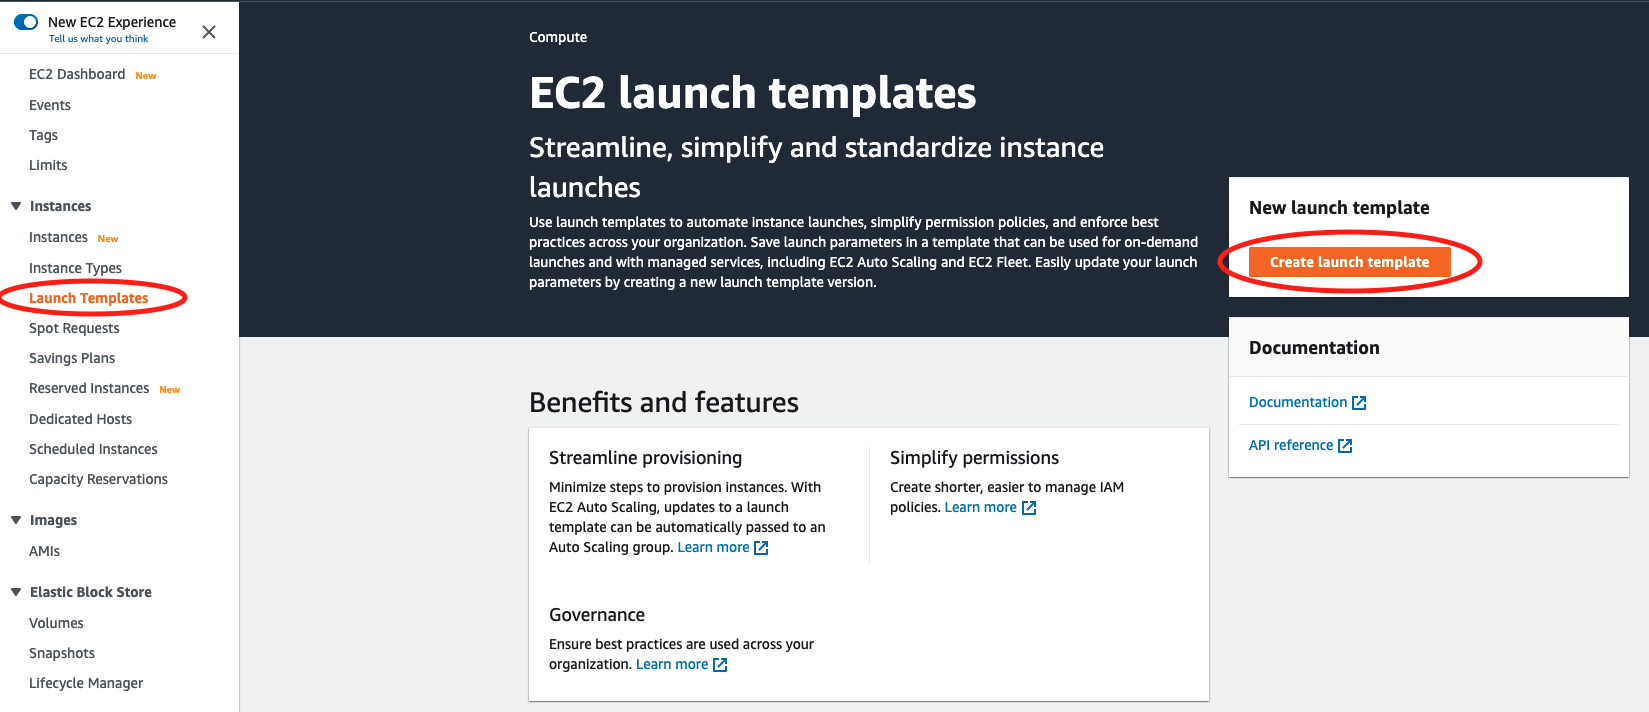 New EC2 Experience
Tell us what you think
EC2 Dashboard New
Events
Tags
Limits
Instances
Instances New
Instance Types
Launch Templates
Spot Requests
Savings Plans
Reserved Instances New
Dedicated Hosts
Scheduled Instances
Capacity Reservations
Images
AMIs
Elastic Block Store
Volumes
Snapshots
Lifecycle Manager
Compute
EC2 launch templates
Streamline, simplify and standardize instance
launches
Use launch templates to automate instance launches, simplify permission policies, and enforce best
practices across your organization. Save launch parameters in a template that can be used for on-demand
launches and with managed services, including EC2 Auto Scaling and EC2 Fleet. Easily update your launch
parameters by creating a new launch template version.
New launch template
Create launch template
Documentation
Documentation
API reference
Benefits and features
Streamline provisioning
Minimize steps to provision instances. With
EC2 Auto Scaling, updates to a launch
template can be automatically passed to an
Auto Scaling group. Learn more
Simplify permissions
Create shorter, easier to manage IAM
policies. Learn more
Governance
Ensure best practices are used across your
organization. Learn more